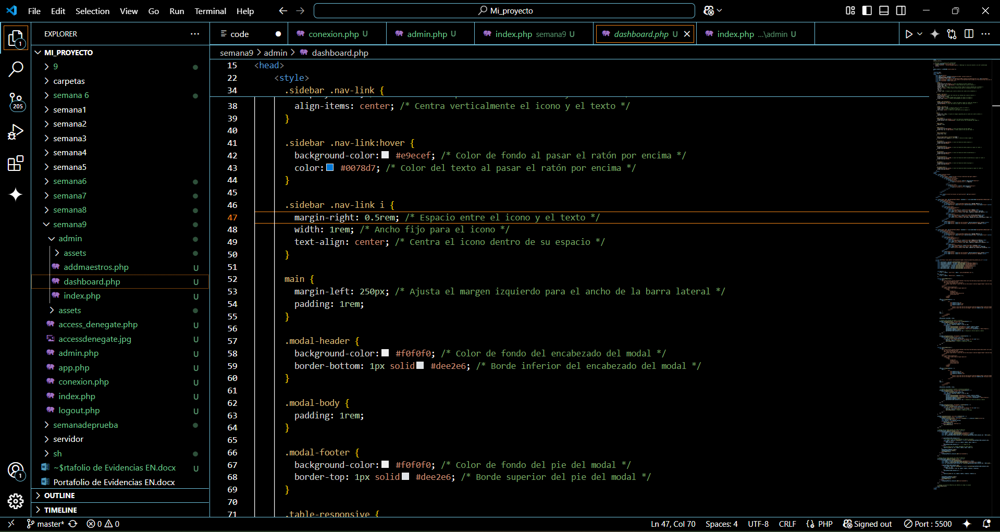 File Edit Selection View Go Run Terminal Help
Mi_proyecto
EXPLORER
1
205
1
MI_PROYECTO
9
carpetas
semana 6
semana1
semana2
semana3
semana4
semana5
semana6
semana7
semana8
semana9
admin
assets
addmaestros.php U
dashboard.php U
index.php U
assets
access_denegate.php U
accessdenegate.jpg U
admin.php U
app.php U
conexion.php U
index.php U
logout.php U
semanadeprueba
servidor
sh
~$rtafolio de Evidencias EN.docx U
Portafolio de Evidencias EN.docx
OUTLINE
TIMELINE
code
conexion.php U
admin.php U
index.php semana9 U
dashboard.php U
index.php ...\admin U
semana9 > admin > dashboard.php
15 <head>
22 <style>
34 .sidebar .nav-link {
38 align-items: center; /* Centra verticalmente el icono y el texto */
39 }
40
41 .sidebar .nav-link:hover {
42 background-color: #e9ecef; /* Color de fondo al pasar el ratón por encima */
43 color: #0078d7; /* Color del texto al pasar el ratón por encima */
44 }
45
46 .sidebar .nav-link i {
47 margin-right: 0.5rem; /* Espacio entre el icono y el texto */
48 width: 1rem; /* Ancho fijo para el icono */
49 text-align: center; /* Centra el icono dentro de su espacio */
50 }
51
52 main {
53 margin-left: 250px; /* Ajusta el margen izquierdo para el ancho de la barra lateral */
54 padding: 1rem;
55 }
56
57 .modal-header {
58 background-color: #f0f0f0; /* Color de fondo del encabezado del modal */
59 border-bottom: 1px solid #dee2e6; /* Borde inferior del encabezado del modal */
60 }
61
62 .modal-body {
63 padding: 1rem;
64 }
65
66 .modal-footer {
67 background-color: #f0f0f0; /* Color de fondo del pie del modal */
68 border-top: 1px solid #dee2e6; /* Borde superior del pie del modal */
69 }
70
71 .table-responsive {
master* 0 0
Ln 47, Col 70 Spaces: 4 UTF-8 CRLF {} PHP Signed out Port : 5500